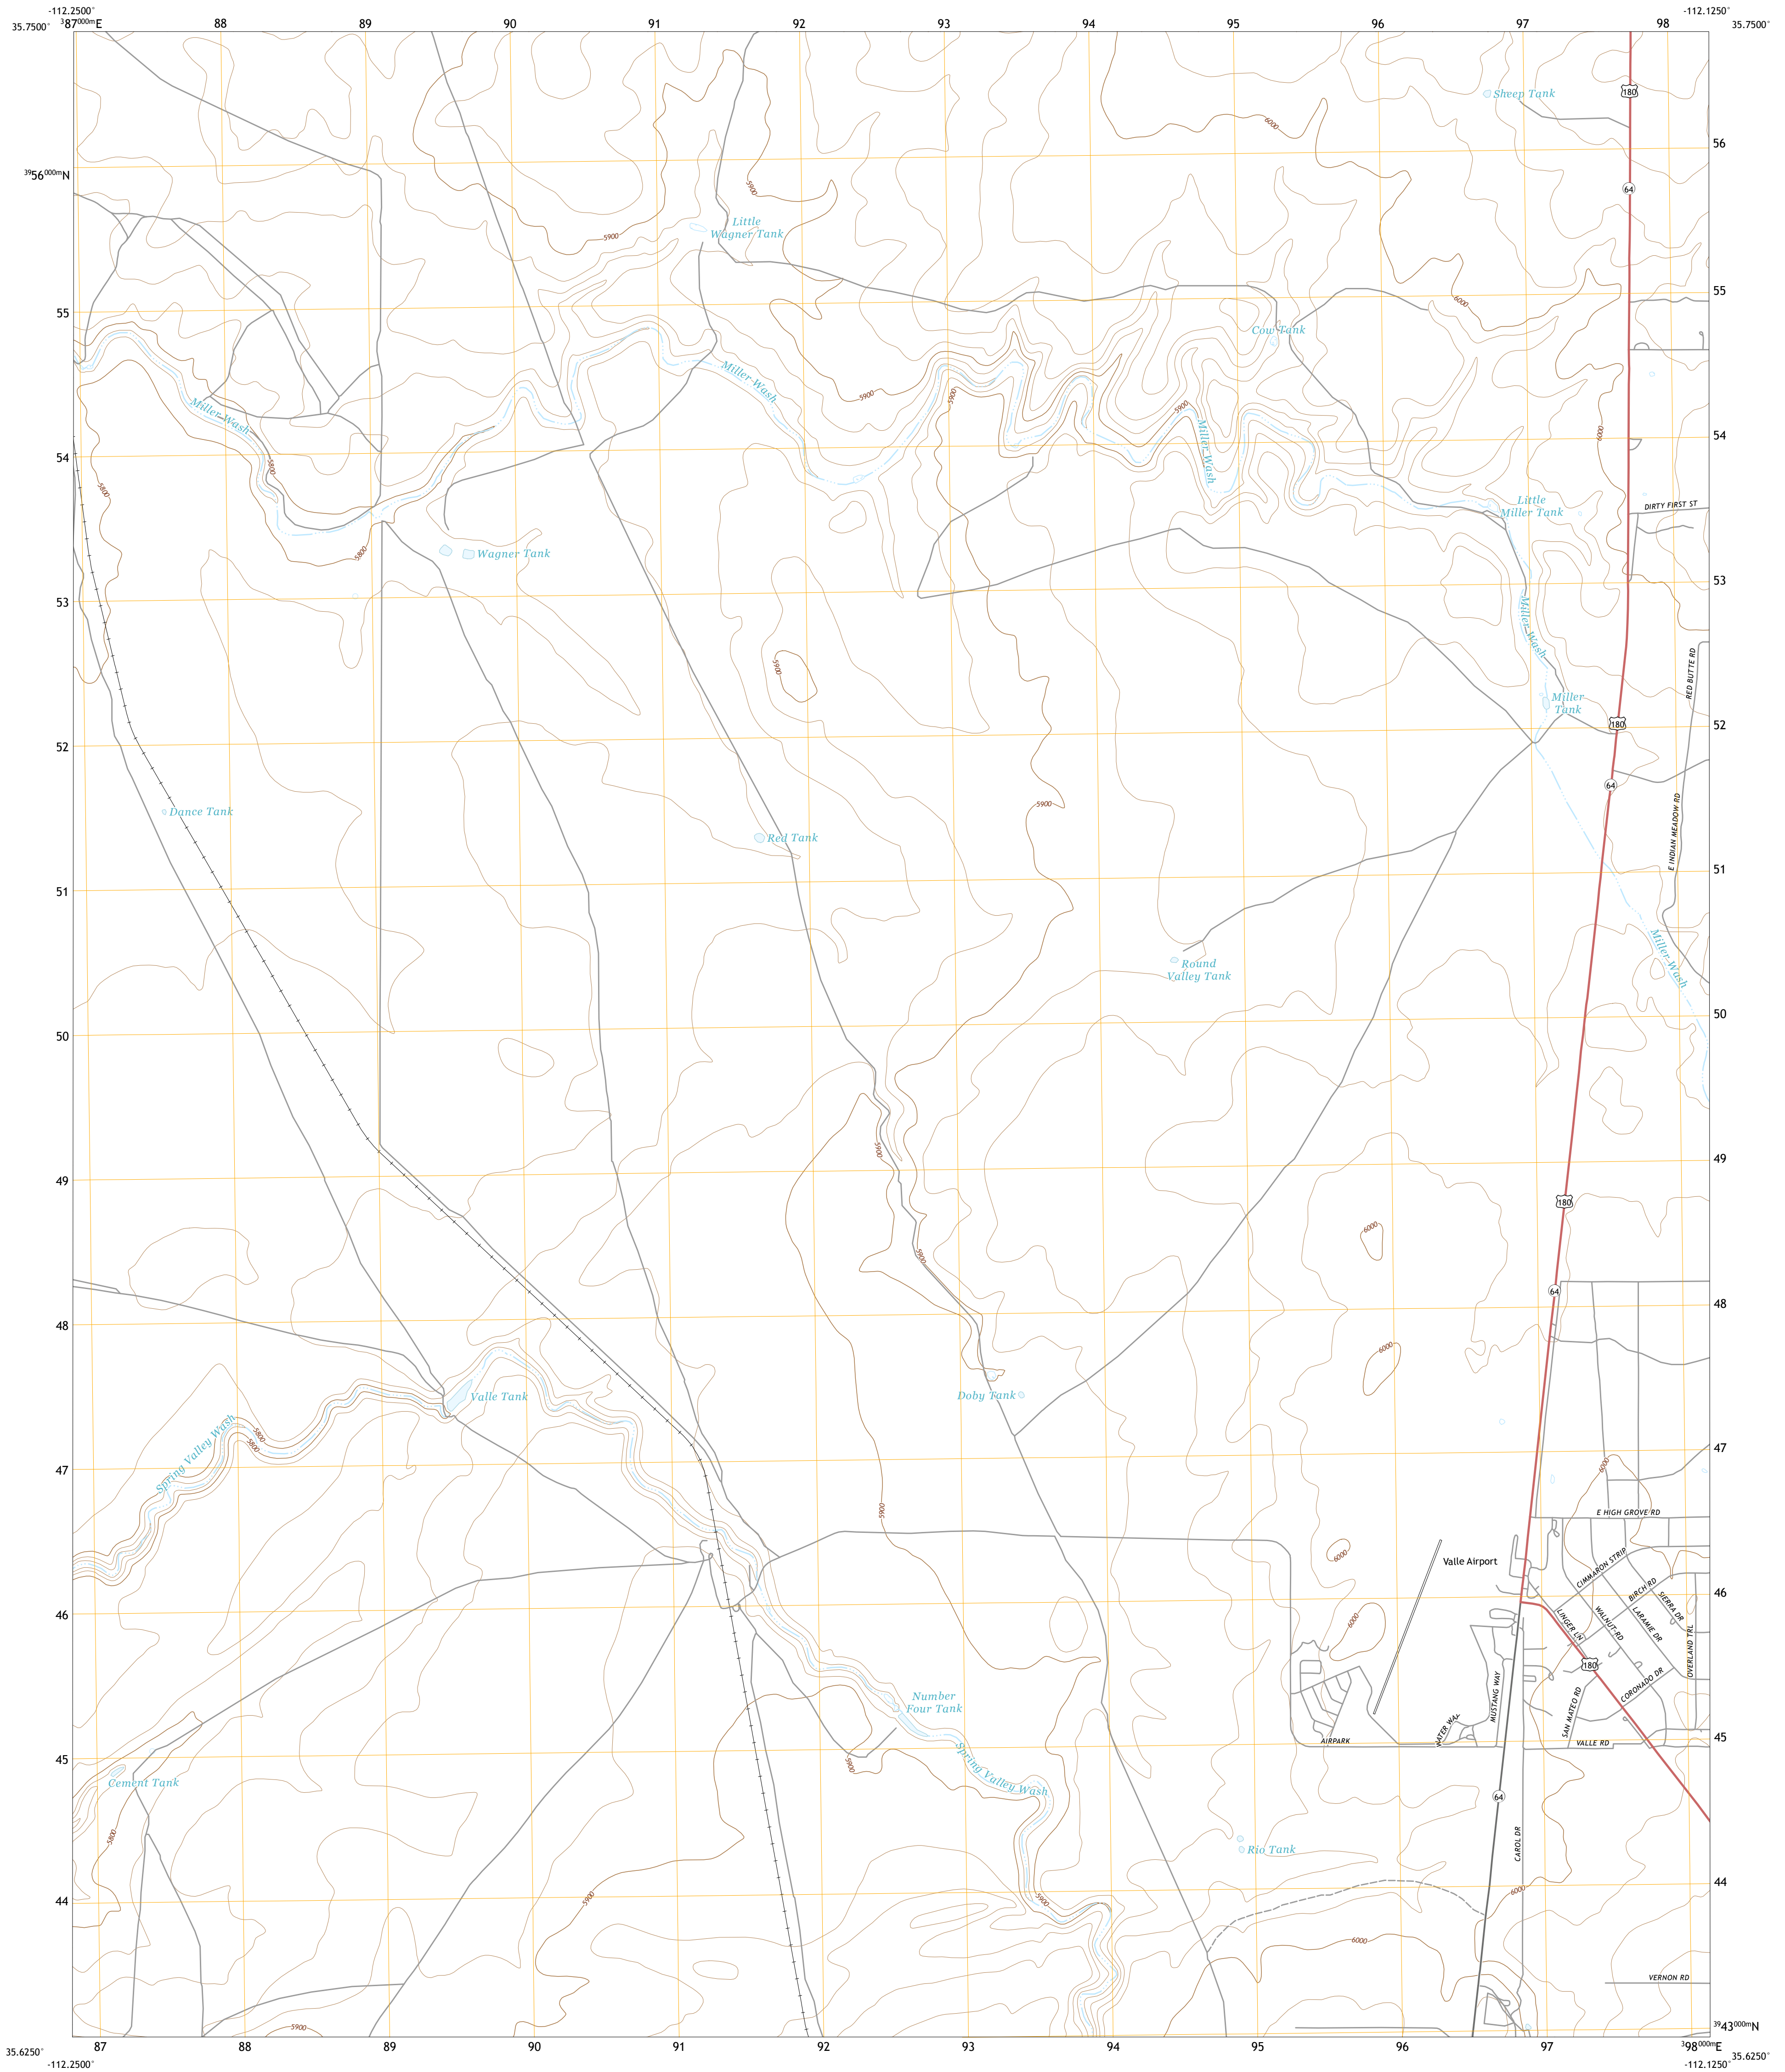 -112.2500°
-112.1250°
35.7500°
³87⁰⁰⁰ᵐE
88
89
90
91
92
93
94
95
96
97
98
35.7500°
180
Sheep Tank
6000
56
39
56⁰⁰⁰ᵐN
5900
64
Little
Wagner Tank
5900
55
6000
55
Cow Tank
Miller Wash
5900
5900
5900
Miller Wash
6000
54
54
Miller Wash
5800
5800
Little
Miller Tank
DIRTY FIRST ST
5800
Wagner Tank
53
53
Miller Wash
5900
RED BUTTE RD
Miller
Tank
52
180
52
64
5900
Dance Tank
Red Tank
E INDIAN MEADOW RD
51
51
Miller Wash
Round
Valley Tank
50
50
5900
49
49
180
6000
5900
64
48
48
6000
Valle Tank
Doby Tank
Spring Valley Wash
5800
5800
47
47
6000
5900
E HIGH GROVE RD
6000
Valle Airport
CIMMARON STRIP
BIRCH RD
46
46
6000
LINGER LN
WALNUT RD
LARAMIE DR
SIERRA DR
OVERLAND TRL
180
CORONADO DR
MUSTANG WAY
SAN MATEO RD
Number
Four Tank
WATER WAY
AIRPARK
VALLE RD
45
45
5900
Spring Valley Wash
Cement Tank
64
5800
CAROL DR
Rio Tank
44
44
5900
5900
6000
6000
VERNON RD
5900
39
43⁰⁰⁰ᵐN
35.6250°
87
88
89
90
91
92
93
94
95
96
97
³98⁰⁰⁰ᵐE
35.6250°
-112.2500°
-112.1250°